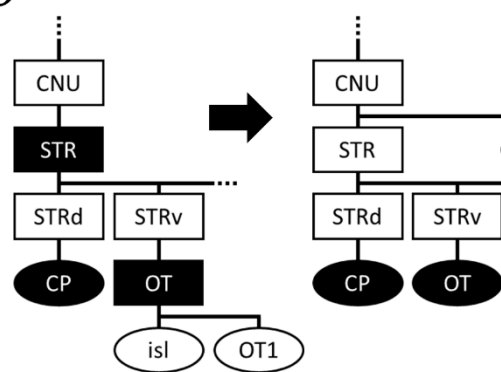 CNU CNU
STR STR
STRd STRv STRd STRv
CP OT CP OT
isl OT1